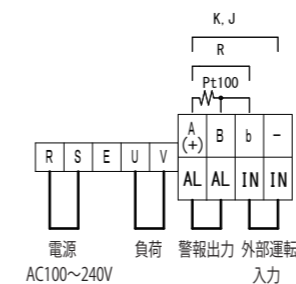 K, J
R
Pt100
A
(+) B b −
R S E U V AL AL IN IN
電源 負荷 警報出力 外部運転
AC100～240V 入力